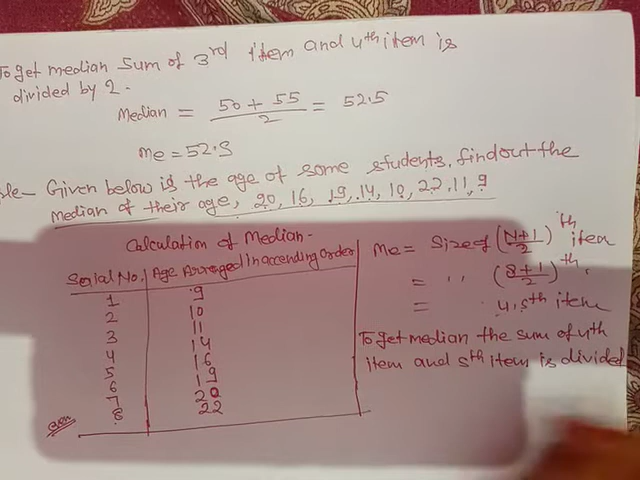 To get median sum of 3rd item and 4th item is
divided by 2.
Median = 50 + 55 / 2 = 52.5
Me = 52.5
le- Given below is the age of some students, find out the
median of their age, 20, 16, 19, 14, 10, 22, 11, 9
Calculation of Median-
Serial No. Age Arranged in accending Order
1 9
2 10
3 11
4 14
5 16
6 19
7 20
8 22
Me = Size of (N+1/2)th item
= ,, (8+1/2)th.
= 4.5th item
To get median the sum of 4th
item and 5th item is divided